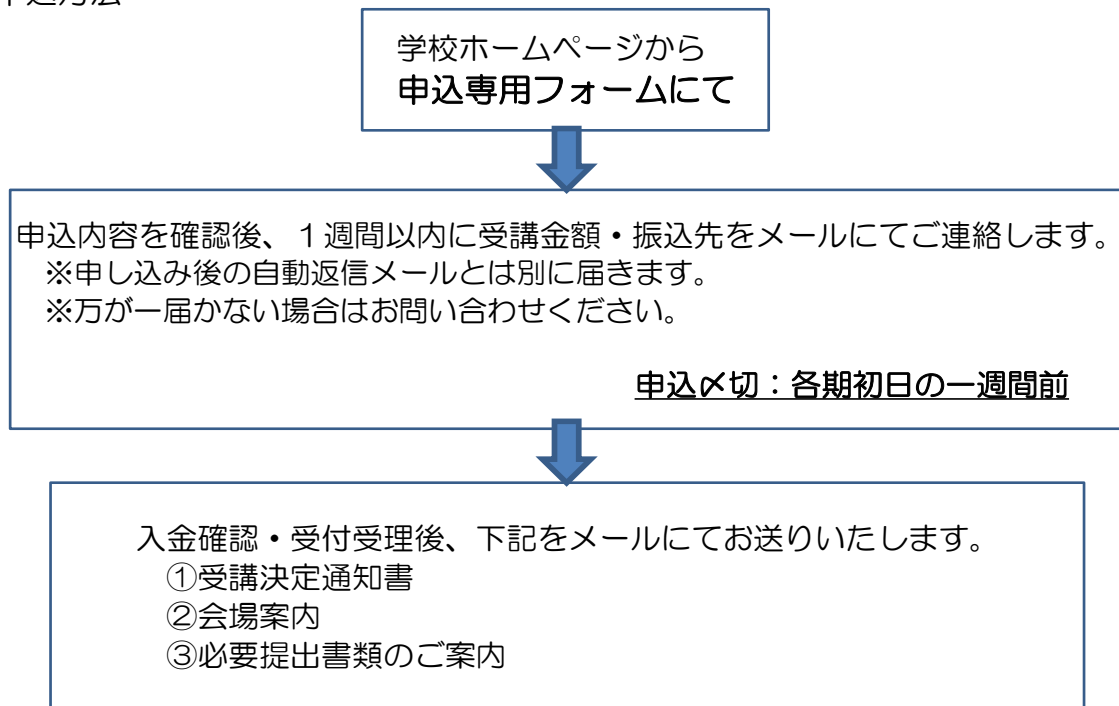 学校ホームページから
申込専用フォームにて
申込内容を確認後、１週間以内に受講金額・振込先をメールにてご連絡します。
※申し込み後の自動返信メールとは別に届きます。
※万が一届かない場合はお問い合わせください。
申込〆切：各期初日の一週間前
入金確認・受付受理後、下記をメールにてお送りいたします。
①受講決定通知書
②会場案内
③必要提出書類のご案内